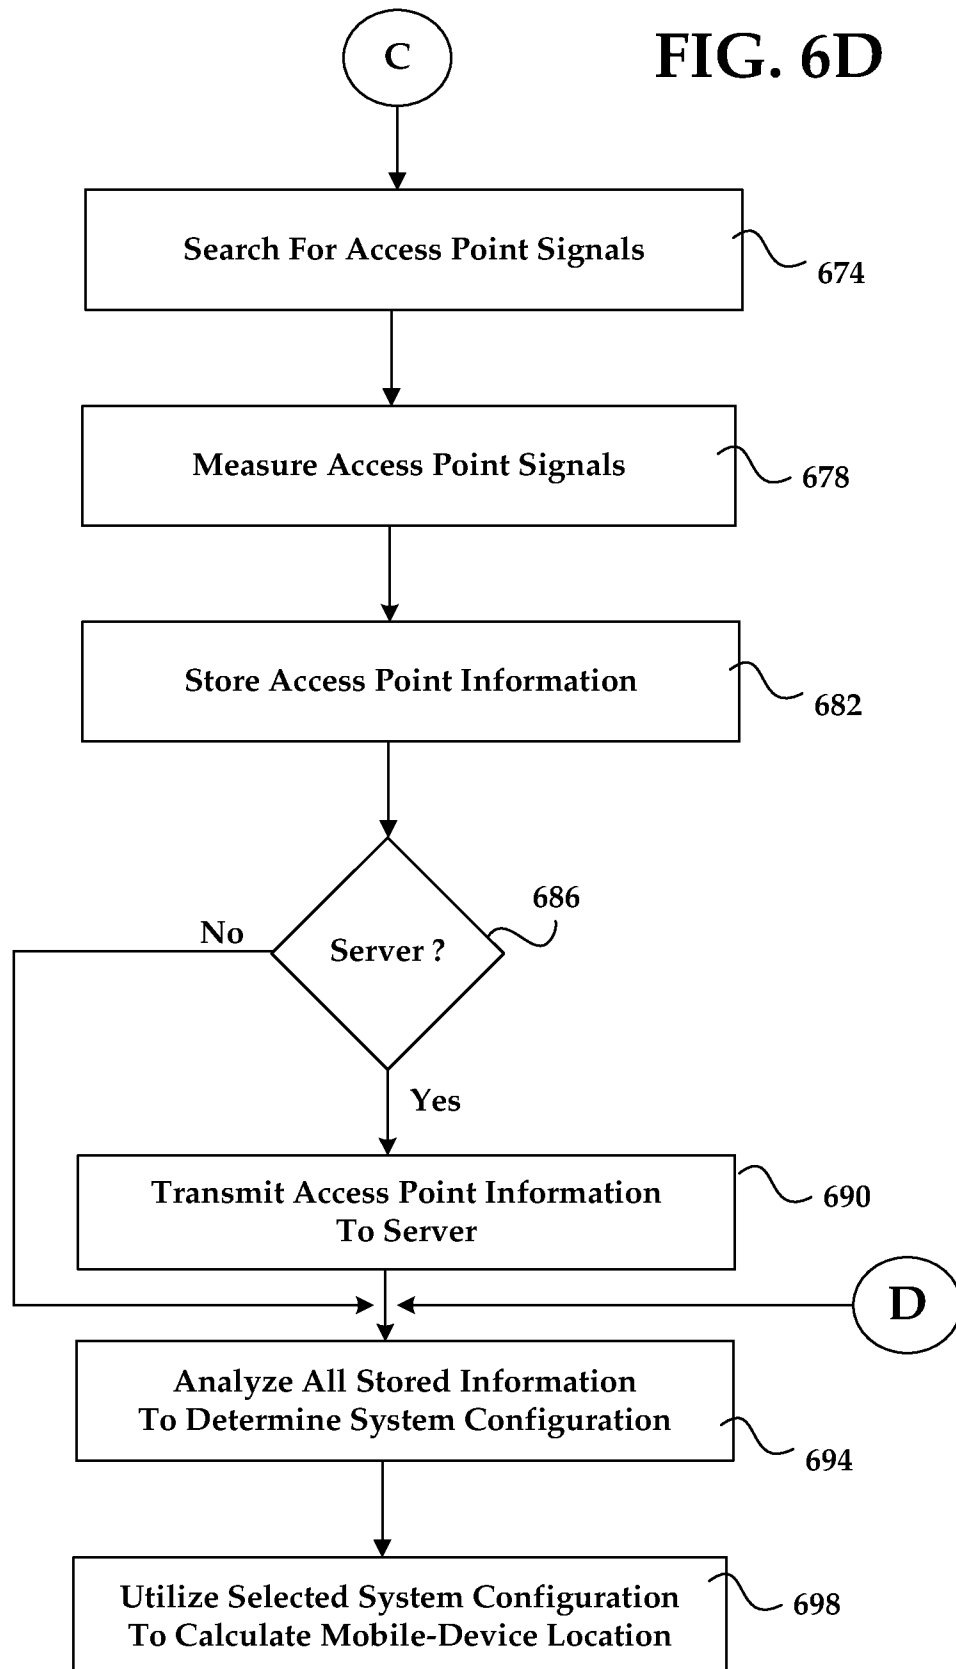 C
FIG. 6D
Search For Access Point Signals
674
Measure Access Point Signals
678
Store Access Point Information
682
686
Server ?
No
Yes
Transmit Access Point Information
To Server
690
D
Analyze All Stored Information
To Determine System Configuration
694
Utilize Selected System Configuration
To Calculate Mobile-Device Location
698